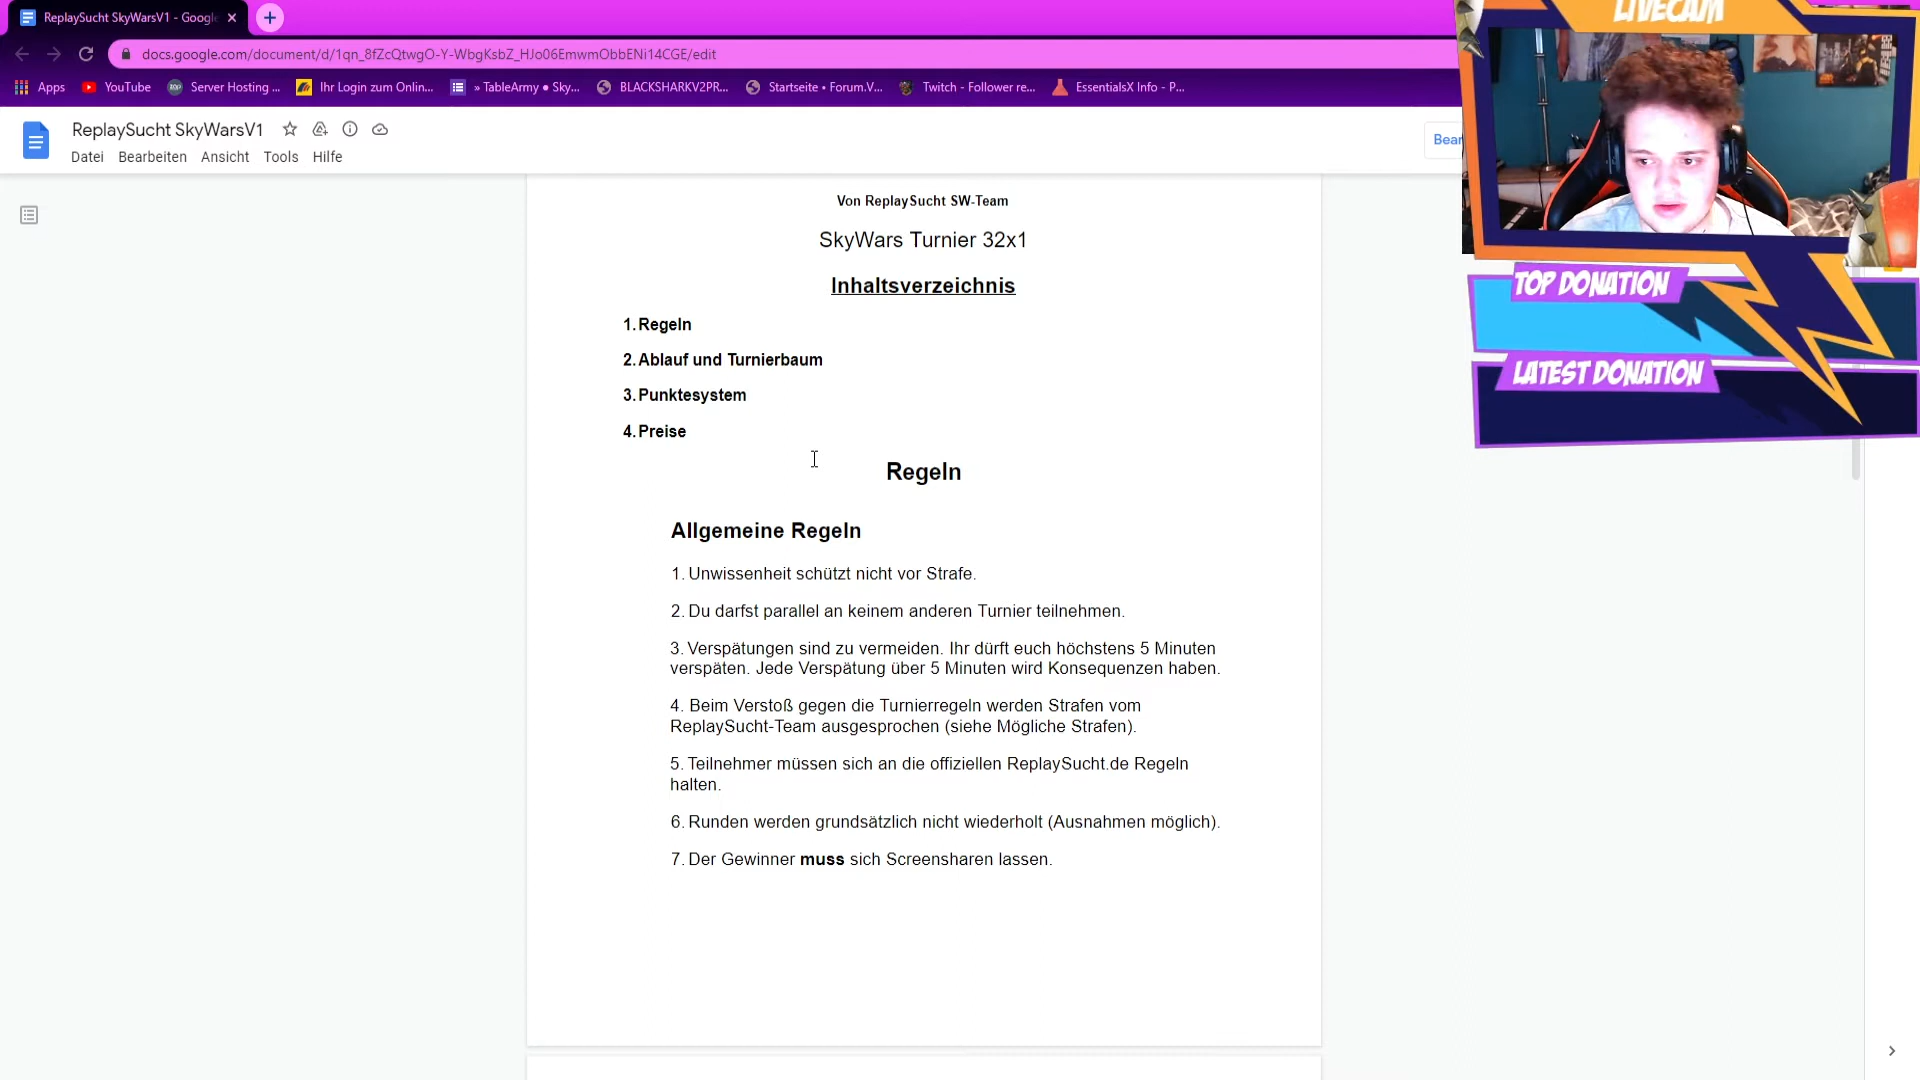 ReplaySucht SkyWarsV1 - Google
docs.google.com/document/d/1qn_8fZcQtwgO-Y-WbgKsbZ_HJo06EmwmObbENi14CGE/edit
Apps YouTube Server Hosting ... Ihr Login zum Onlin... » TableArmy • Sky... BLACKSHARKV2PR... Startseite • Forum.V... Twitch - Follower re... EssentialsX Info - P...
LIVECAM
ReplaySucht SkyWarsV1
Bear
Datei Bearbeiten Ansicht Tools Hilfe
Von ReplaySucht SW-Team
SkyWars Turnier 32x1
Inhaltsverzeichnis
TOP DONATION
LATEST DONATION
1. Regeln
2. Ablauf und Turnierbaum
3. Punktesystem
4. Preise
Regeln
Allgemeine Regeln
1. Unwissenheit schützt nicht vor Strafe.
2. Du darfst parallel an keinem anderen Turnier teilnehmen.
3. Verspätungen sind zu vermeiden. Ihr dürft euch höchstens 5 Minuten
verspäten. Jede Verspätung über 5 Minuten wird Konsequenzen haben.
4. Beim Verstoß gegen die Turnierregeln werden Strafen vom
ReplaySucht-Team ausgesprochen (siehe Mögliche Strafen).
5. Teilnehmer müssen sich an die offiziellen ReplaySucht.de Regeln
halten.
6. Runden werden grundsätzlich nicht wiederholt (Ausnahmen möglich).
7. Der Gewinner muss sich Screensharen lassen.